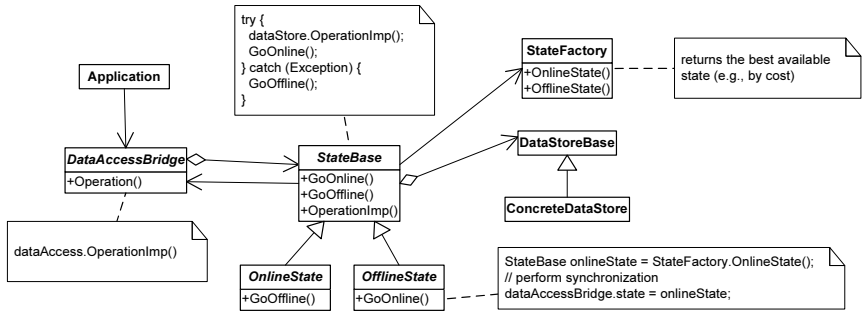 try {
dataStore.OperationImp();
GoOnline();
} catch (Exception) {
GoOffline();
}
StateFactory
+OnlineState()
+OfflineState()
returns the best available
state (e.g., by cost)
Application
DataAccessBridge
+Operation()
StateBase
+GoOnline()
+GoOffline()
+OperationImp()
DataStoreBase
ConcreteDataStore
dataAccess.OperationImp()
OnlineState
+GoOffline()
OfflineState
+GoOnline()
StateBase onlineState = StateFactory.OnlineState();
// perform synchronization
dataAccessBridge.state = onlineState;